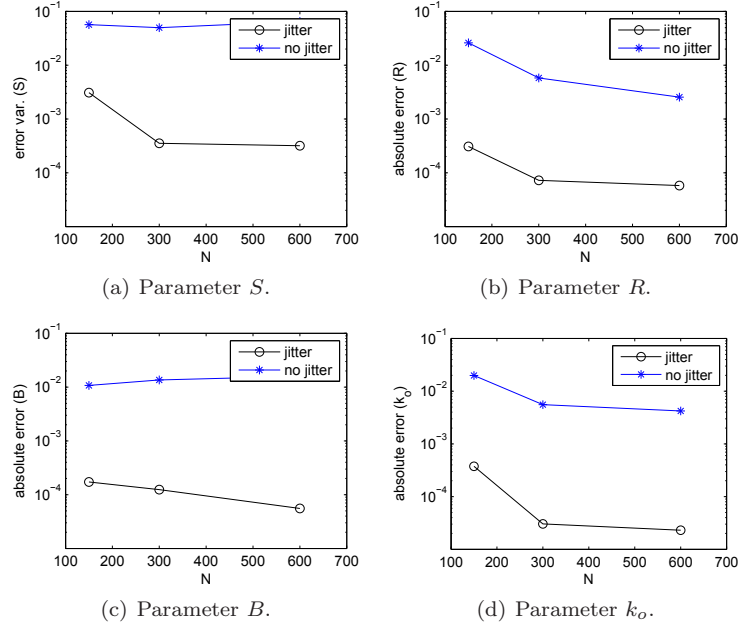 10⁻¹
10⁻²
10⁻³
10⁻⁴
error var. (S)
jitter
no jitter
100 200 300 400 500 600 700
N
(a) Parameter S.
10⁻¹
10⁻²
10⁻³
10⁻⁴
absolute error (R)
jitter
no jitter
100 200 300 400 500 600 700
N
(b) Parameter R.
10⁻¹
10⁻²
10⁻³
10⁻⁴
absolute error (B)
jitter
no jitter
100 200 300 400 500 600 700
N
(c) Parameter B.
10⁻¹
10⁻²
10⁻³
10⁻⁴
absolute error (kₒ)
jitter
no jitter
100 200 300 400 500 600 700
N
(d) Parameter kₒ.